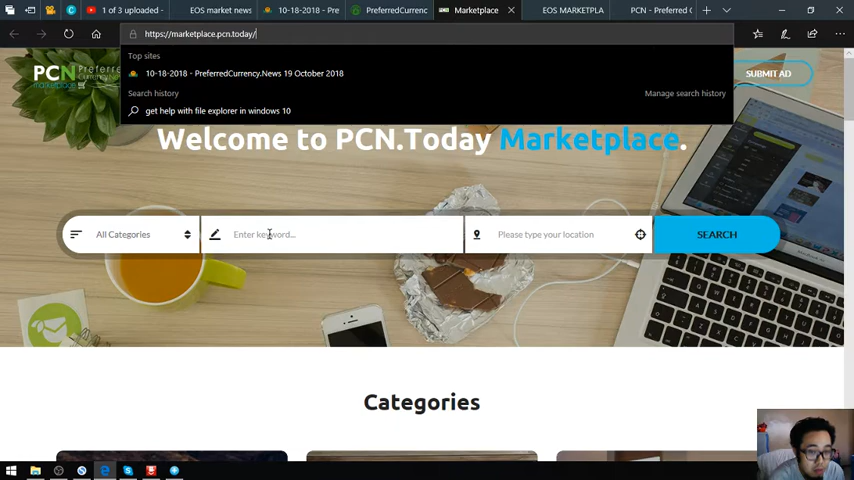 1 of 3 uploaded -
EOS market news
10-18-2018 - Pre
PreferredCurrenc
Marketplace
EOS MARKETPLA
PCN - Preferred C
https://marketplace.pcn.today/
Top sites
10-18-2018 - PreferredCurrency.News 19 October 2018
Search history
Manage search history
get help with file explorer in windows 10
PCN
marketplace
SUBMIT AD
Welcome to PCN.Today Marketplace.
All Categories
Enter keyword...
Please type your location
SEARCH
Categories